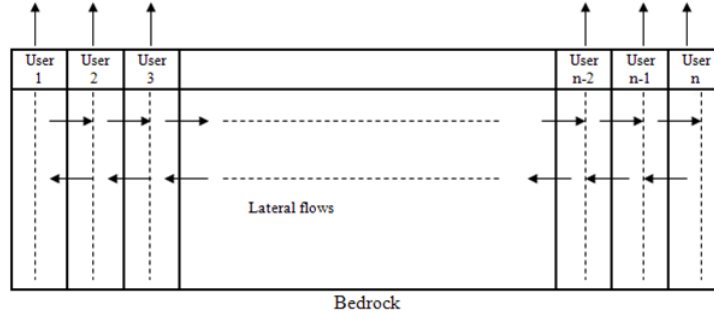 User User User User User User
1 2 3 n-2 n-1 n
Lateral flows
Bedrock